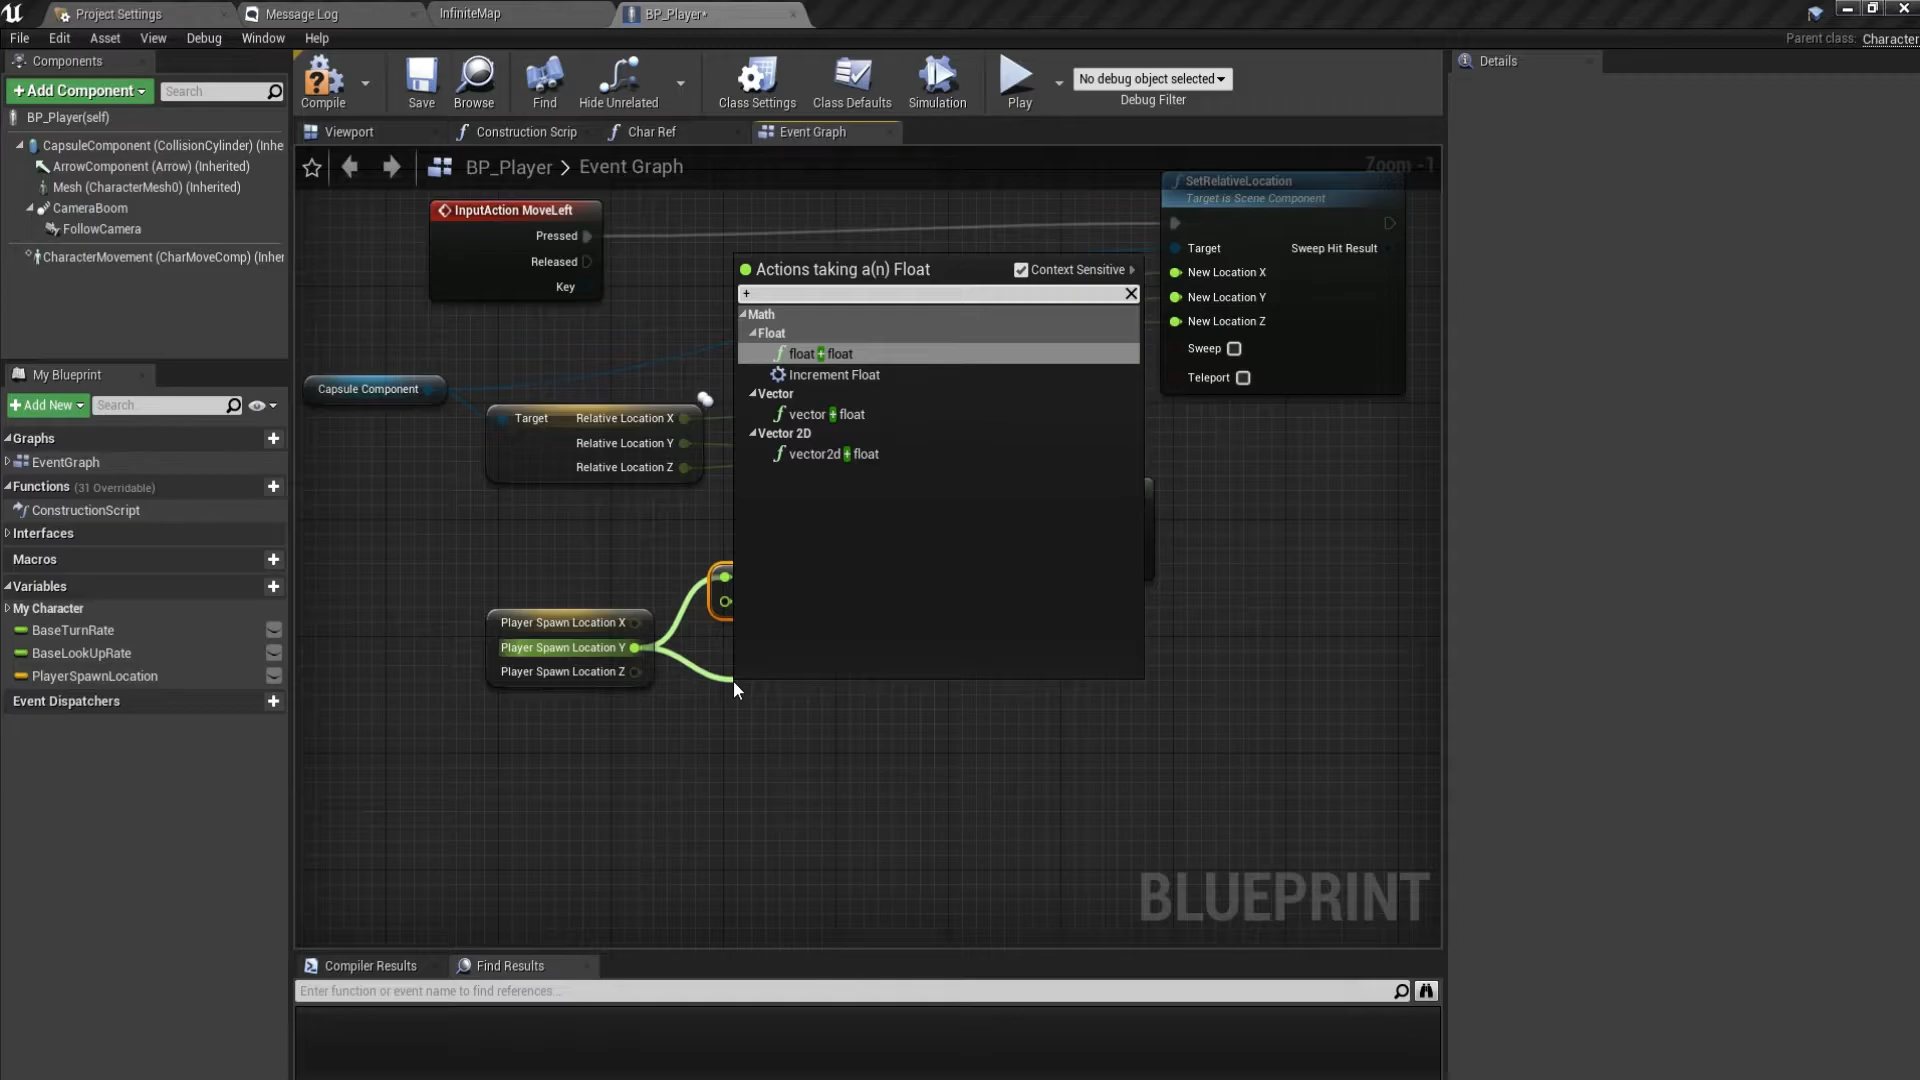 Project Settings
Message Log
InfiniteMap
BP_Player*
File Edit Asset View Debug Window Help
Parent class: Character
Components
+Add Component
Search
BP_Player(self)
CapsuleComponent (CollisionCylinder) (Inhe
ArrowComponent (Arrow) (Inherited)
Mesh (CharacterMesh0) (Inherited)
CameraBoom
FollowCamera
CharacterMovement (CharMoveComp) (Inher
My Blueprint
+Add New
Search
Graphs
EventGraph
Functions (31 Overridable)
ConstructionScript
Interfaces
Macros
Variables
My Character
BaseTurnRate
BaseLookUpRate
PlayerSpawnLocation
Event Dispatchers
Compile
Save
Browse
Find
Hide Unrelated
Class Settings
Class Defaults
Simulation
Play
No debug object selected
Debug Filter
Viewport
Construction Scrip
Char Ref
Event Graph
BP_Player > Event Graph
Zoom -1
InputAction MoveLeft
Pressed
Released
Key
Capsule Component
Target Relative Location X
Relative Location Y
Relative Location Z
Player Spawn Location X
Player Spawn Location Y
Player Spawn Location Z
Actions taking a(n) Float
Context Sensitive
+
Math
Float
float + float
Increment Float
Vector
vector + float
Vector 2D
vector2d + float
SetRelativeLocation
Target is Scene Component
Target Sweep Hit Result
New Location X
New Location Y
New Location Z
Sweep
Teleport
BLUEPRINT
Compiler Results
Find Results
Enter function or event name to find references...
Details